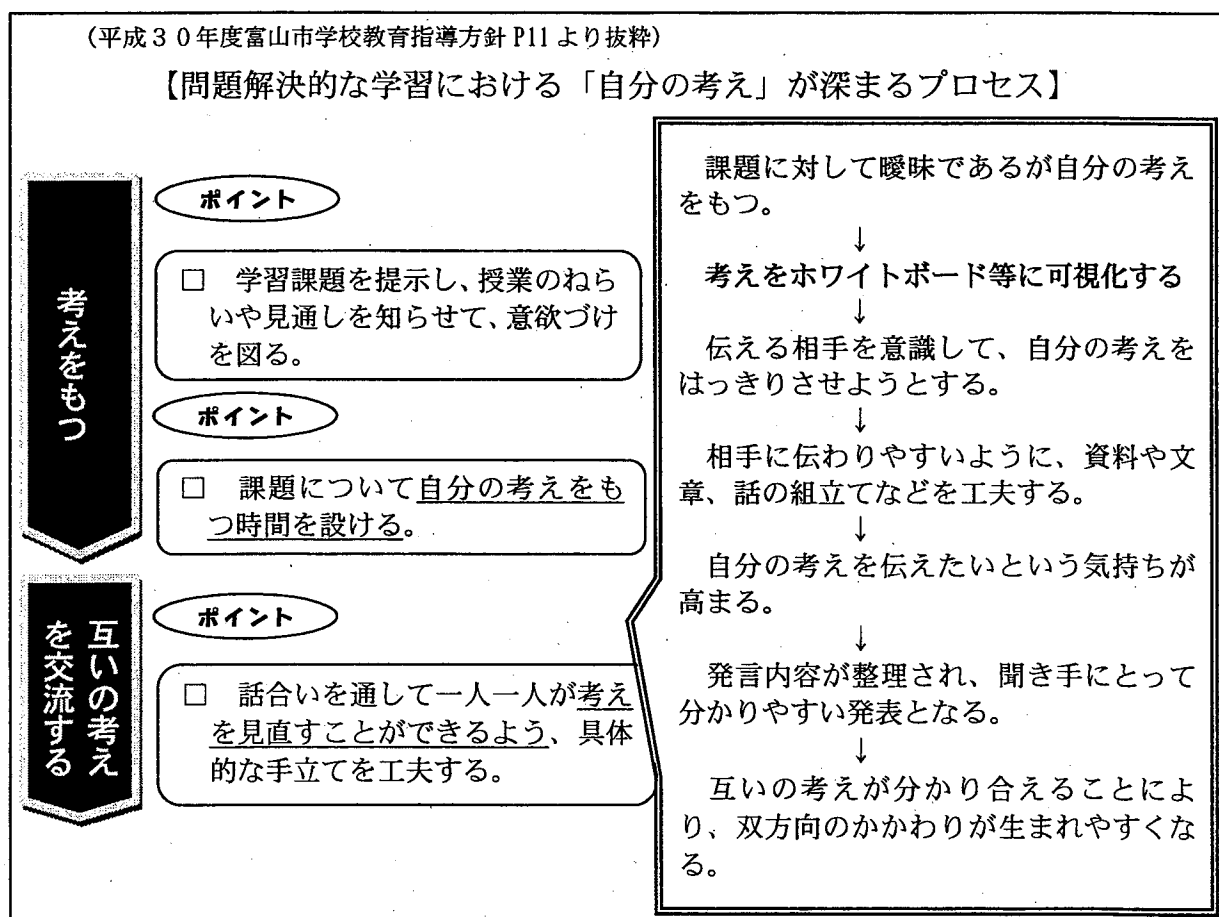 （平成３０年度富山市学校教育指導方針 P11 より抜粋）
【問題解決的な学習における「自分の考え」が深まるプロセス】
考えをもつ
ポイント
□　学習課題を提示し、授業のねら
いや見通しを知らせて、意欲づけ
を図る。
ポイント
□　課題について自分の考えをも
つ時間を設ける。
互いの考え
を交流する
ポイント
□　話合いを通して一人一人が考え
を見直すことができるよう、具体
的な手立てを工夫する。
課題に対して曖昧であるが自分の考え
をもつ。
↓
考えをホワイトボード等に可視化する
↓
伝える相手を意識して、自分の考えを
はっきりさせようとする。
↓
相手に伝わりやすいように、資料や文
章、話の組立てなどを工夫する。
↓
自分の考えを伝えたいという気持ちが
高まる。
↓
発言内容が整理され、聞き手にとって
分かりやすい発表となる。
↓
互いの考えが分かり合えることによ
り、双方向のかかわりが生まれやすくな
る。